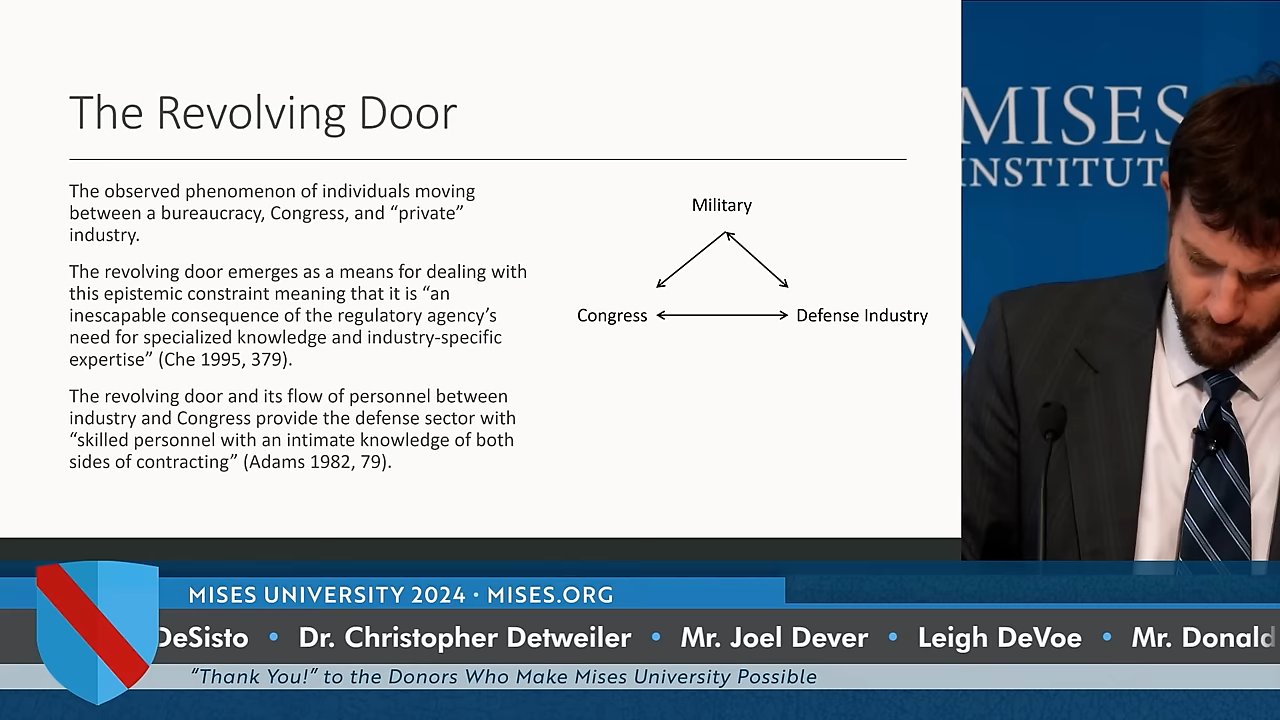 The Revolving Door
The observed phenomenon of individuals moving
between a bureaucracy, Congress, and “private”
industry.
The revolving door emerges as a means for dealing with
this epistemic constraint meaning that it is “an
inescapable consequence of the regulatory agency’s
need for specialized knowledge and industry-specific
expertise” (Che 1995, 379).
The revolving door and its flow of personnel between
industry and Congress provide the defense sector with
“skilled personnel with an intimate knowledge of both
sides of contracting” (Adams 1982, 79).
Military
Congress
Defense Industry
MISES
INSTITUT
MISES UNIVERSITY 2024 • MISES.ORG
DeSisto • Dr. Christopher Detweiler • Mr. Joel Dever • Leigh DeVoe • Mr. Donald
“Thank You!” to the Donors Who Make Mises University Possible